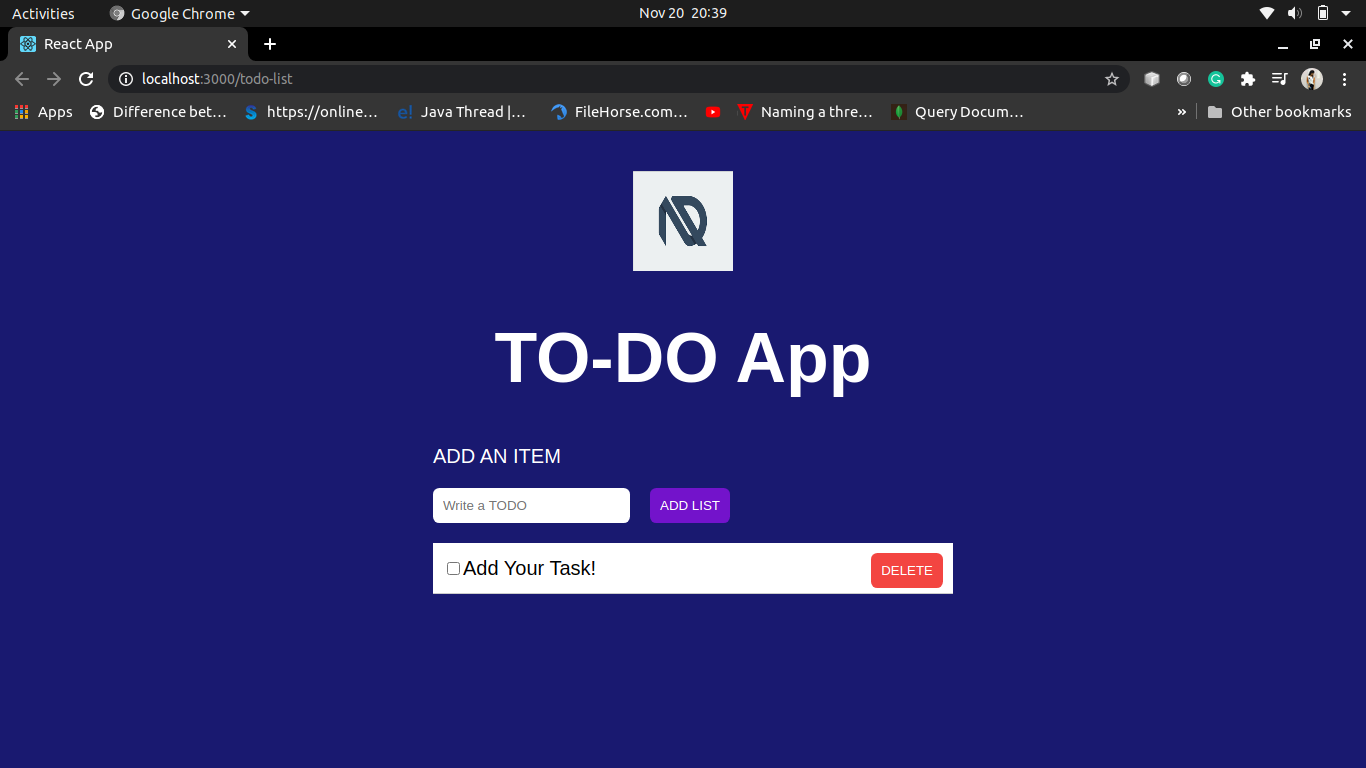 Activities Google Chrome Nov 20 20:39
React App
localhost:3000/todo-list
Apps Difference bet… https://online… e! Java Thread |… FileHorse.com… Naming a thre… Query Docum… » Other bookmarks
TO-DO App
ADD AN ITEM
Write a TODO ADD LIST
Add Your Task! DELETE